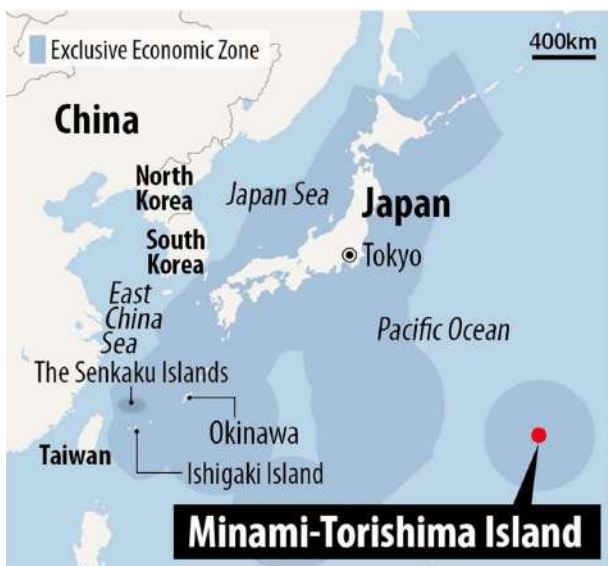 Exclusive Economic Zone
400km
China
North
Korea
Japan Sea
Japan
South
Korea
Tokyo
East
China
Sea
Pacific Ocean
The Senkaku Islands
Okinawa
Taiwan
Ishigaki Island
Minami-Torishima Island